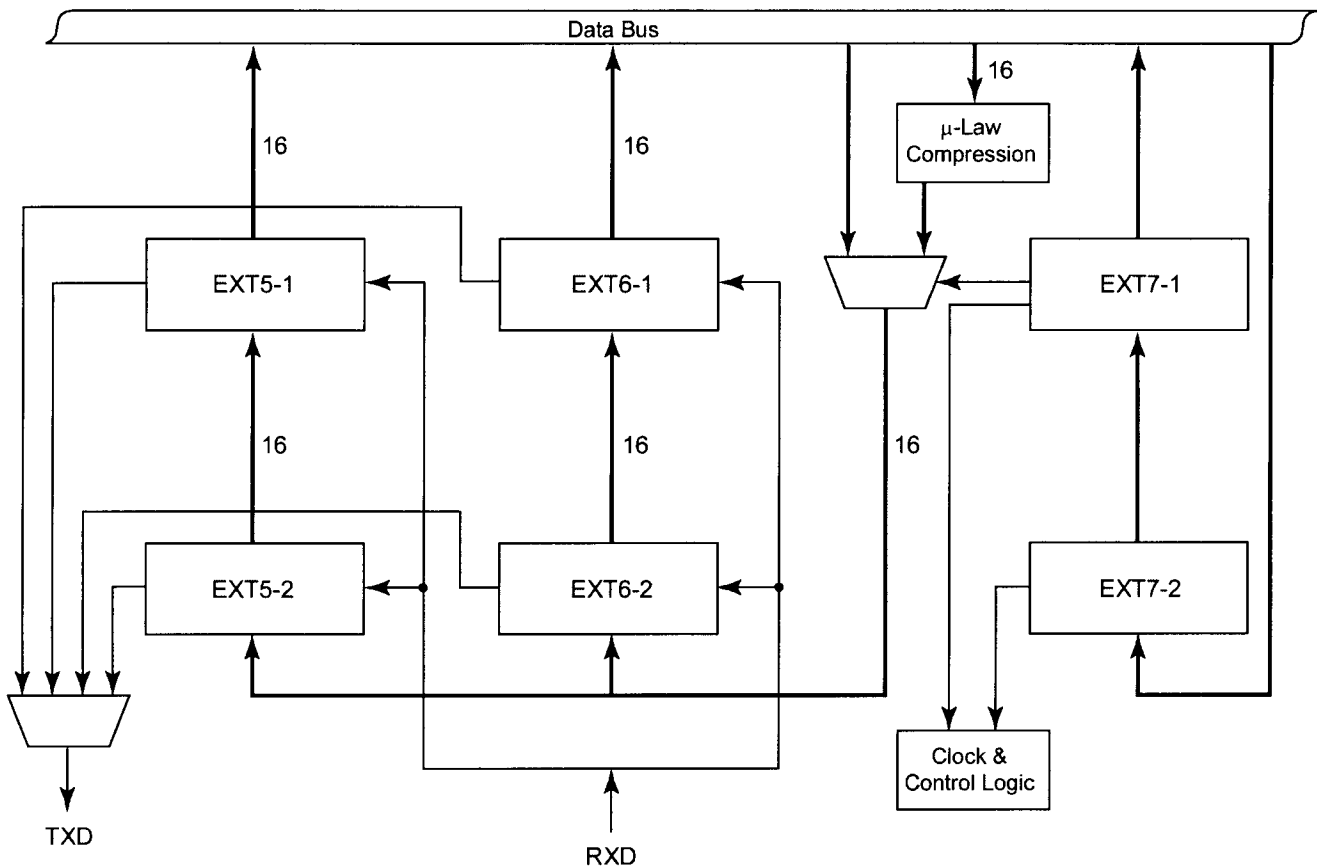 Data Bus
16
16
16
μ-Law
Compression
EXT5-1
EXT6-1
EXT7-1
16
16
16
EXT5-2
EXT6-2
EXT7-2
Clock &
Control Logic
TXD
RXD